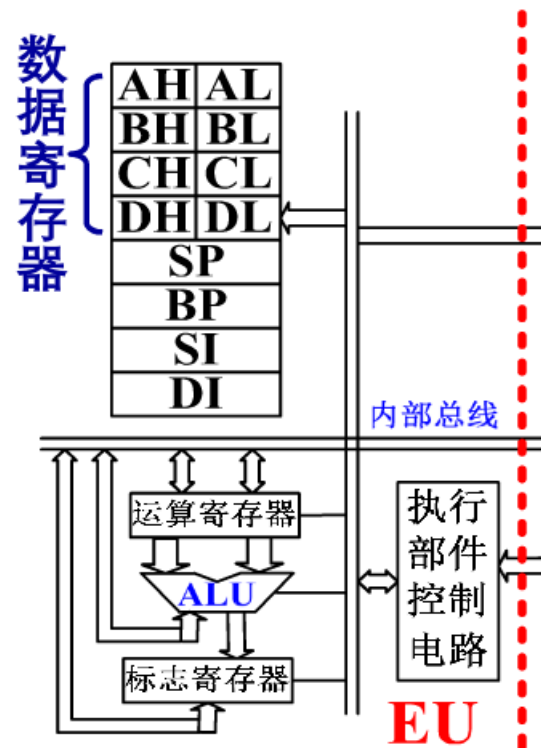 数据寄存器
AH AL
BH BL
CH CL
DH DL
SP
BP
SI
DI
内部总线
运算寄存器
执行
部件
控制
电路
ALU
标志寄存器
EU